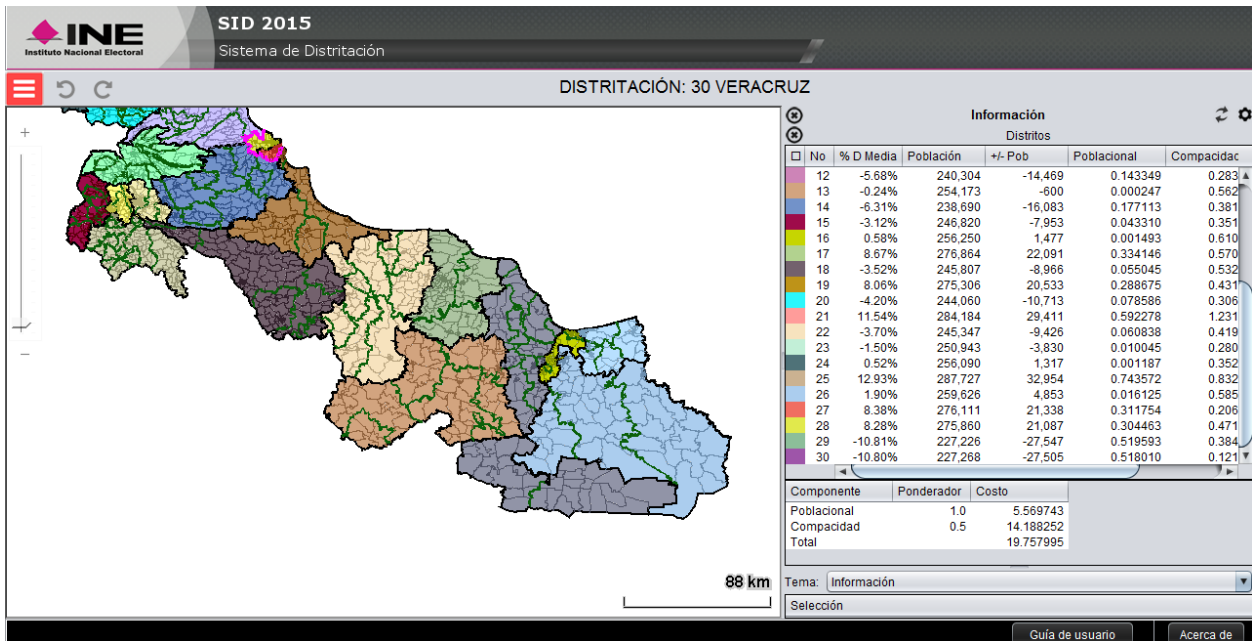 INE
Instituto Nacional Electoral
SID 2015
Sistema de Distritación
DISTRITACIÓN: 30 VERACRUZ
Información
Distritos
No % D Media Población +/- Pob Poblacional Compacidac
12 -5.68% 240,304 -14,469 0.143349 0.283
13 -0.24% 254,173 -600 0.000247 0.562
14 -6.31% 238,690 -16,083 0.177113 0.381
15 -3.12% 246,820 -7,953 0.043310 0.351
16 0.58% 256,250 1,477 0.001493 0.610
17 8.67% 276,864 22,091 0.334146 0.570
18 -3.52% 245,807 -8,966 0.055045 0.532
19 8.06% 275,306 20,533 0.288675 0.431
20 -4.20% 244,060 -10,713 0.078586 0.306
21 11.54% 284,184 29,411 0.592278 1.231
22 -3.70% 245,347 -9,426 0.060838 0.419
23 -1.50% 250,943 -3,830 0.010045 0.280
24 0.52% 256,090 1,317 0.001187 0.352
25 12.93% 287,727 32,954 0.743572 0.832
26 1.90% 259,626 4,853 0.016125 0.585
27 8.38% 276,111 21,338 0.311754 0.206
28 8.28% 275,860 21,087 0.304463 0.471
29 -10.81% 227,226 -27,547 0.519593 0.384
30 -10.80% 227,268 -27,505 0.518010 0.121
Componente Ponderador Costo
Poblacional 1.0 5.569743
Compacidad 0.5 14.188252
Total 19.757995
88 km
Tema: Información
Selección
Guía de usuario Acerca de